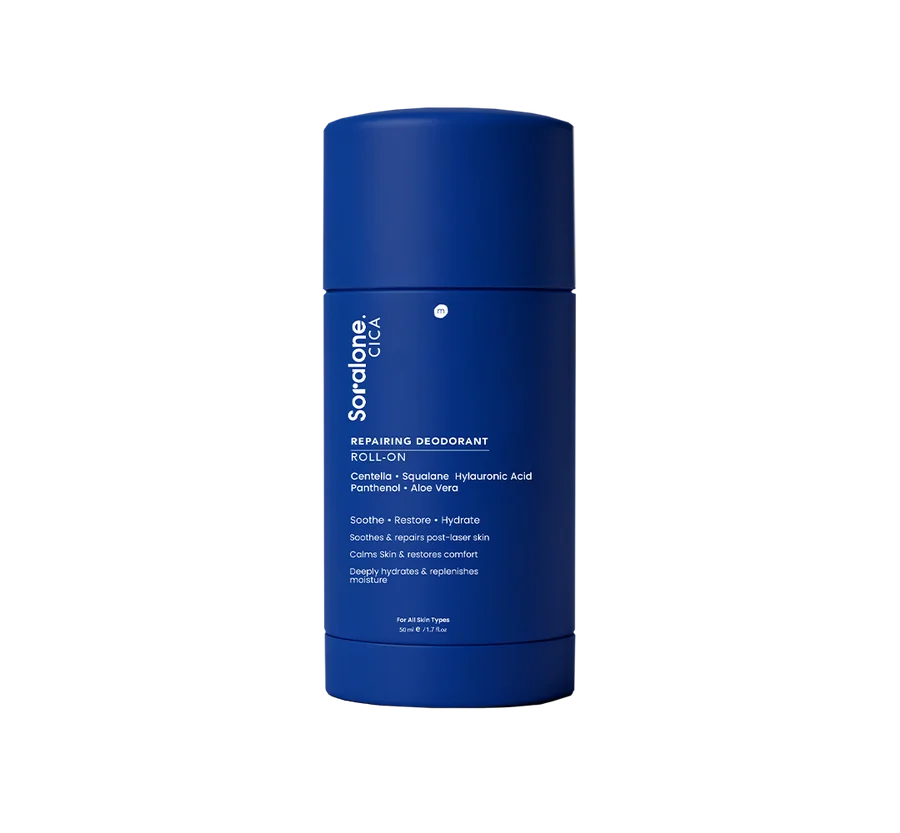 m
Soralone.
CICA
REPAIRING DEODORANT
ROLL-ON
Centella • Squalane Hylauronic Acid
Panthenol • Aloe Vera
Soothe • Restore • Hydrate
Soothes & repairs post-laser skin
Calms Skin & restores comfort
Deeply hydrates & replenishes
moisture
For All Skin Types
50 ml e / 1.7 fl.oz